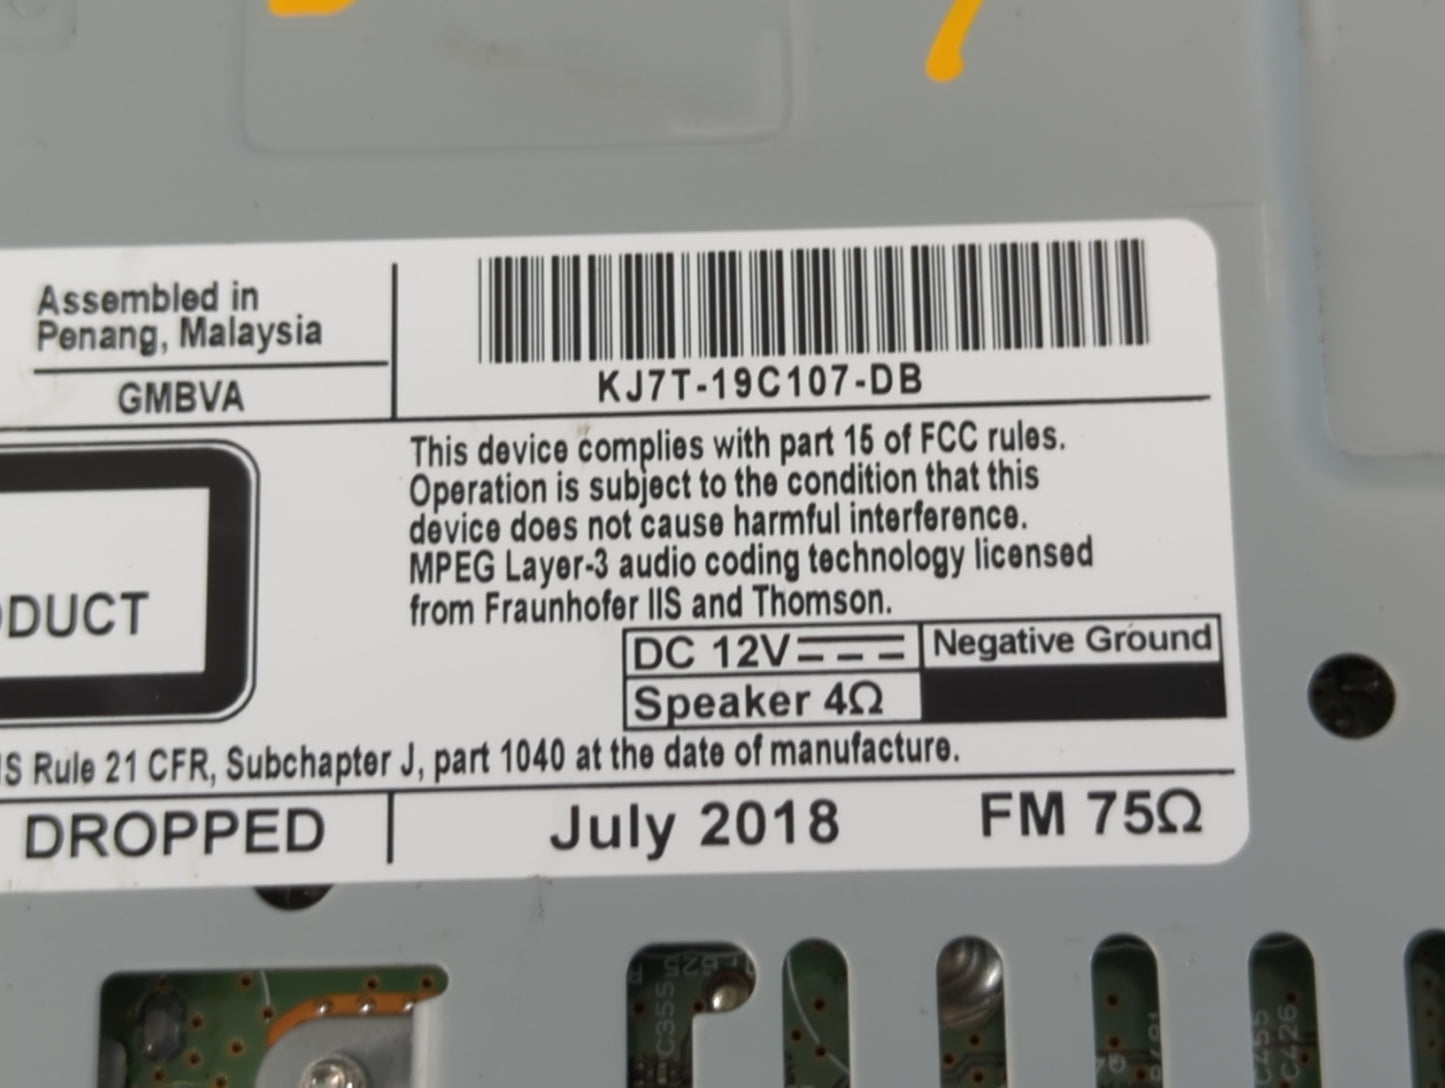 Assembled in
Penang, Malaysia
GMBVA
KJ7T-19C107-DB
This device complies with part 15 of FCC rules.
Operation is subject to the condition that this
device does not cause harmful interference.
MPEG Layer-3 audio coding technology licensed
from Fraunhofer IIS and Thomson.
DUCT
DC 12V
Negative Ground
Speaker 4Ω
S Rule 21 CFR, Subchapter J, part 1040 at the date of manufacture.
DROPPED
July 2018
FM 75Ω
C355
C455
C426